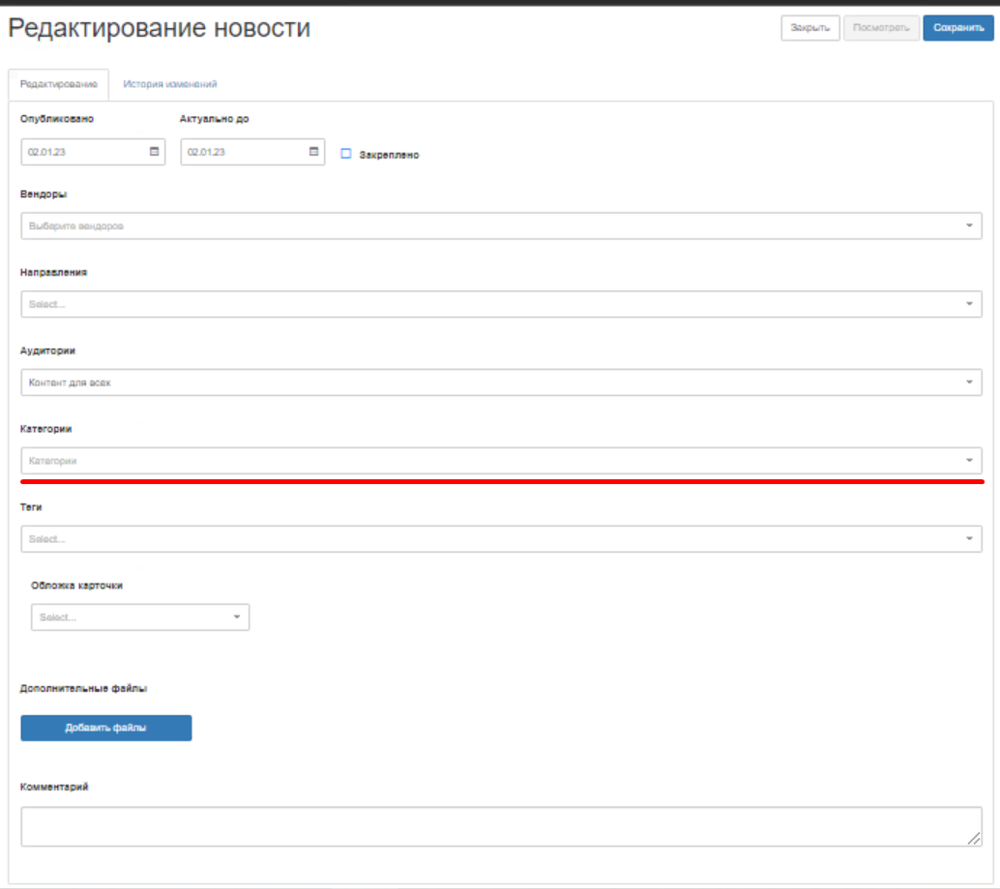 Редактирование новости
Закрыть Посмотреть Сохранить
Редактирование История изменений
Опубликовано Актуально до
02.01.23 02.01.23 Закреплено
Вендоры
Выберите вендоров
Направления
Select...
Аудитории
Контент для всех
Категории
Категории
Теги
Select...
Обложка карточки
Select...
Дополнительные файлы
Добавить файлы
Комментарий